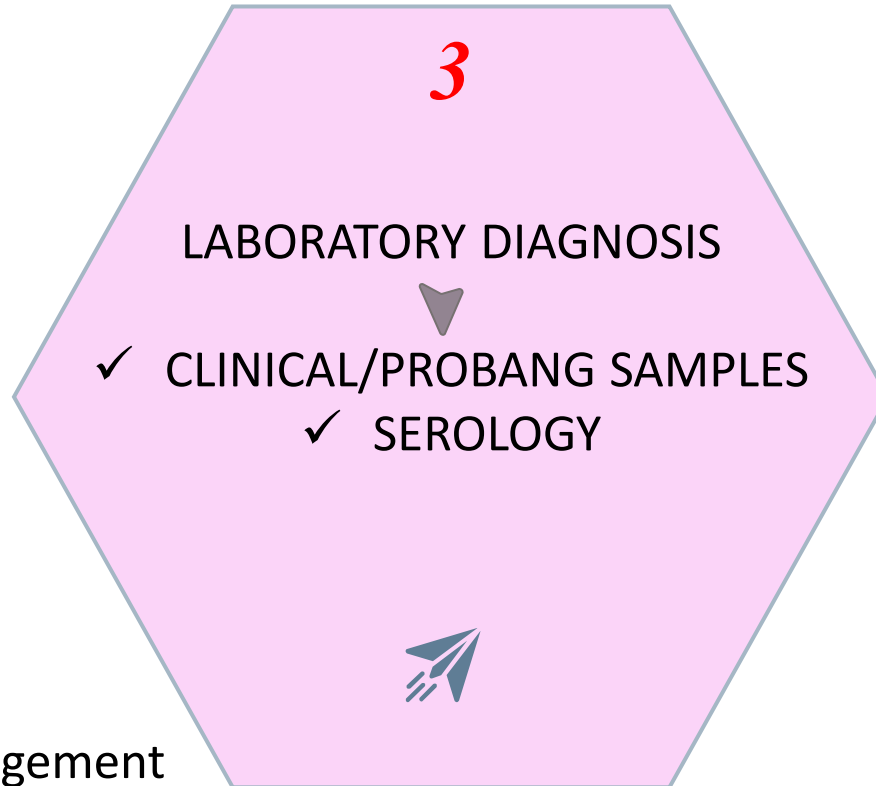 3
LABORATORY DIAGNOSIS
✓ CLINICAL/PROBANG SAMPLES
✓ SEROLOGY
gement